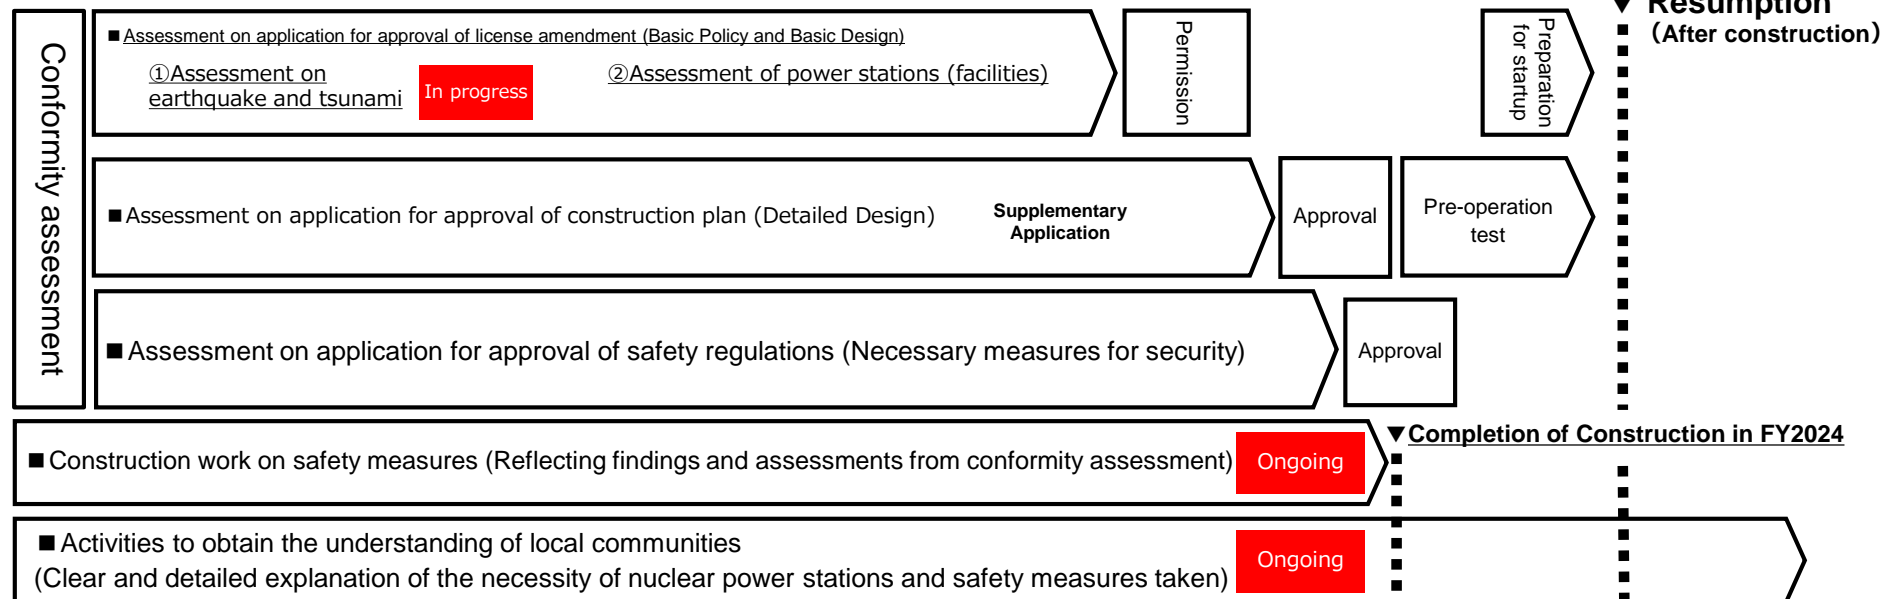 ▼ Resumption
(After construction)
Conformity assessment
■Assessment on application for approval of license amendment (Basic Policy and Basic Design)
①Assessment on
earthquake and tsunami
In progress
②Assessment of power stations (facilities)
Permission
Preparation
for startup
■Assessment on application for approval of construction plan (Detailed Design)
Supplementary
Application
Approval
Pre-operation
test
■Assessment on application for approval of safety regulations (Necessary measures for security)
Approval
▼Completion of Construction in FY2024
■Construction work on safety measures (Reflecting findings and assessments from conformity assessment)
Ongoing
■Activities to obtain the understanding of local communities
(Clear and detailed explanation of the necessity of nuclear power stations and safety measures taken)
Ongoing